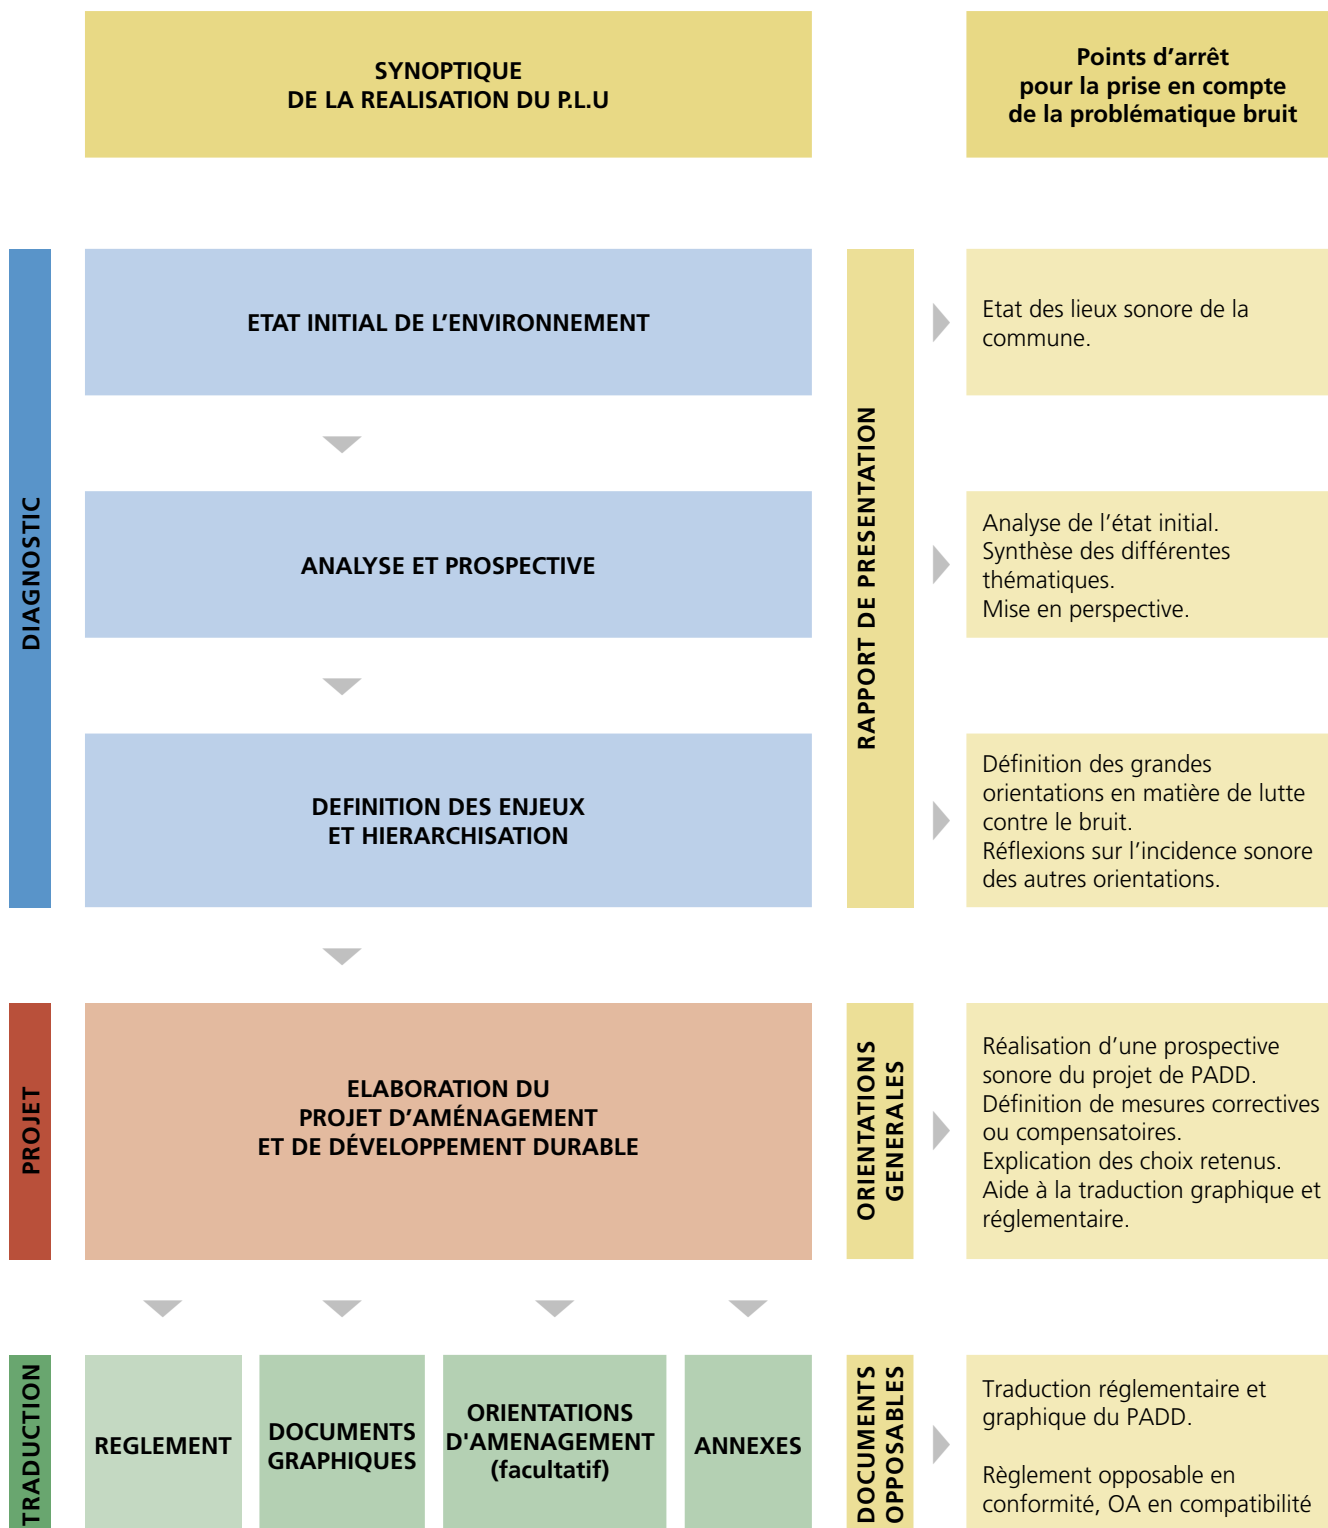 SYNOPTIQUE
DE LA REALISATION DU P.L.U
Points d’arrêt
pour la prise en compte
de la problématique bruit
DIAGNOSTIC
ETAT INITIAL DE L’ENVIRONNEMENT
RAPPORT DE PRESENTATION
Etat des lieux sonore de la
commune.
ANALYSE ET PROSPECTIVE
Analyse de l’état initial.
Synthèse des différentes
thématiques.
Mise en perspective.
DEFINITION DES ENJEUX
ET HIERARCHISATION
Définition des grandes
orientations en matière de lutte
contre le bruit.
Réflexions sur l’incidence sonore
des autres orientations.
PROJET
ELABORATION DU
PROJET D’AMÉNAGEMENT
ET DE DÉVELOPPEMENT DURABLE
ORIENTATIONS
GENERALES
Réalisation d’une prospective
sonore du projet de PADD.
Définition de mesures correctives
ou compensatoires.
Explication des choix retenus.
Aide à la traduction graphique et
réglementaire.
TRADUCTION
REGLEMENT
DOCUMENTS
GRAPHIQUES
ORIENTATIONS
D'AMENAGEMENT
(facultatif)
ANNEXES
DOCUMENTS
OPPOSABLES
Traduction réglementaire et
graphique du PADD.
Règlement opposable en
conformité, OA en compatibilité